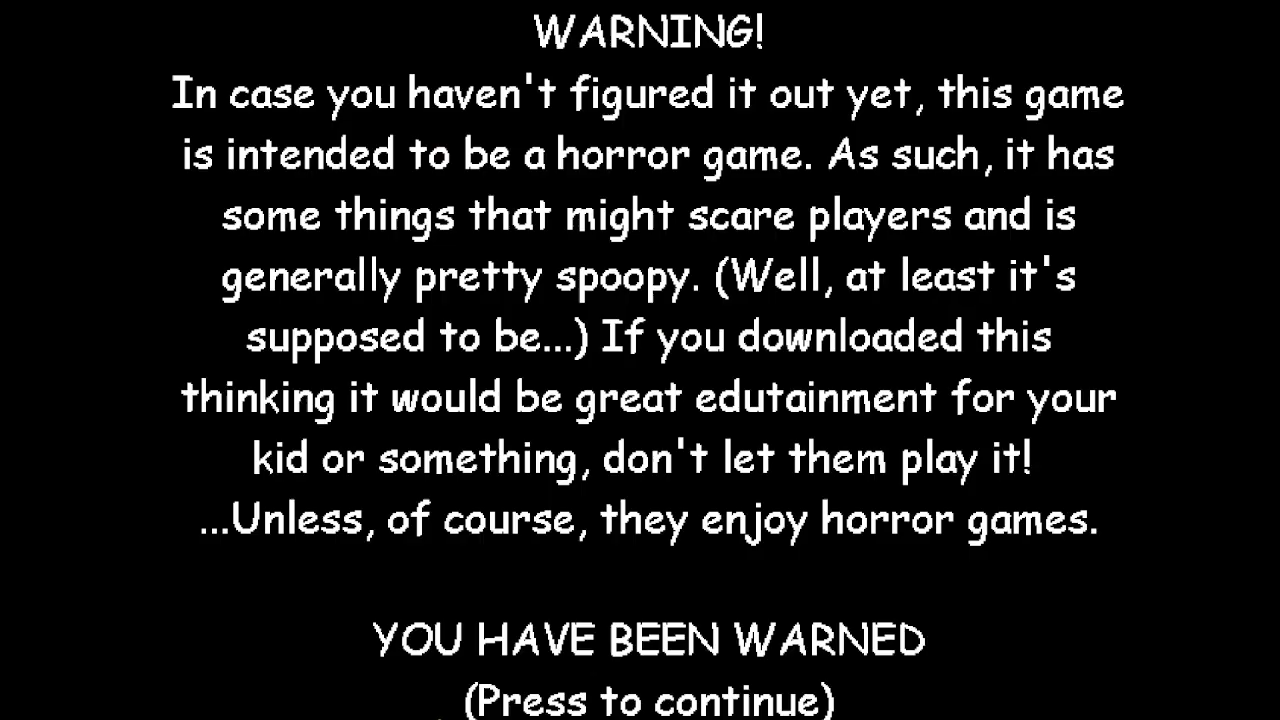 WARNING!
In case you haven't figured it out yet, this game
is intended to be a horror game. As such, it has
some things that might scare players and is
generally pretty spoopy. (Well, at least it's
supposed to be...) If you downloaded this
thinking it would be great edutainment for your
kid or something, don't let them play it!
...Unless, of course, they enjoy horror games.
YOU HAVE BEEN WARNED
(Press to continue)